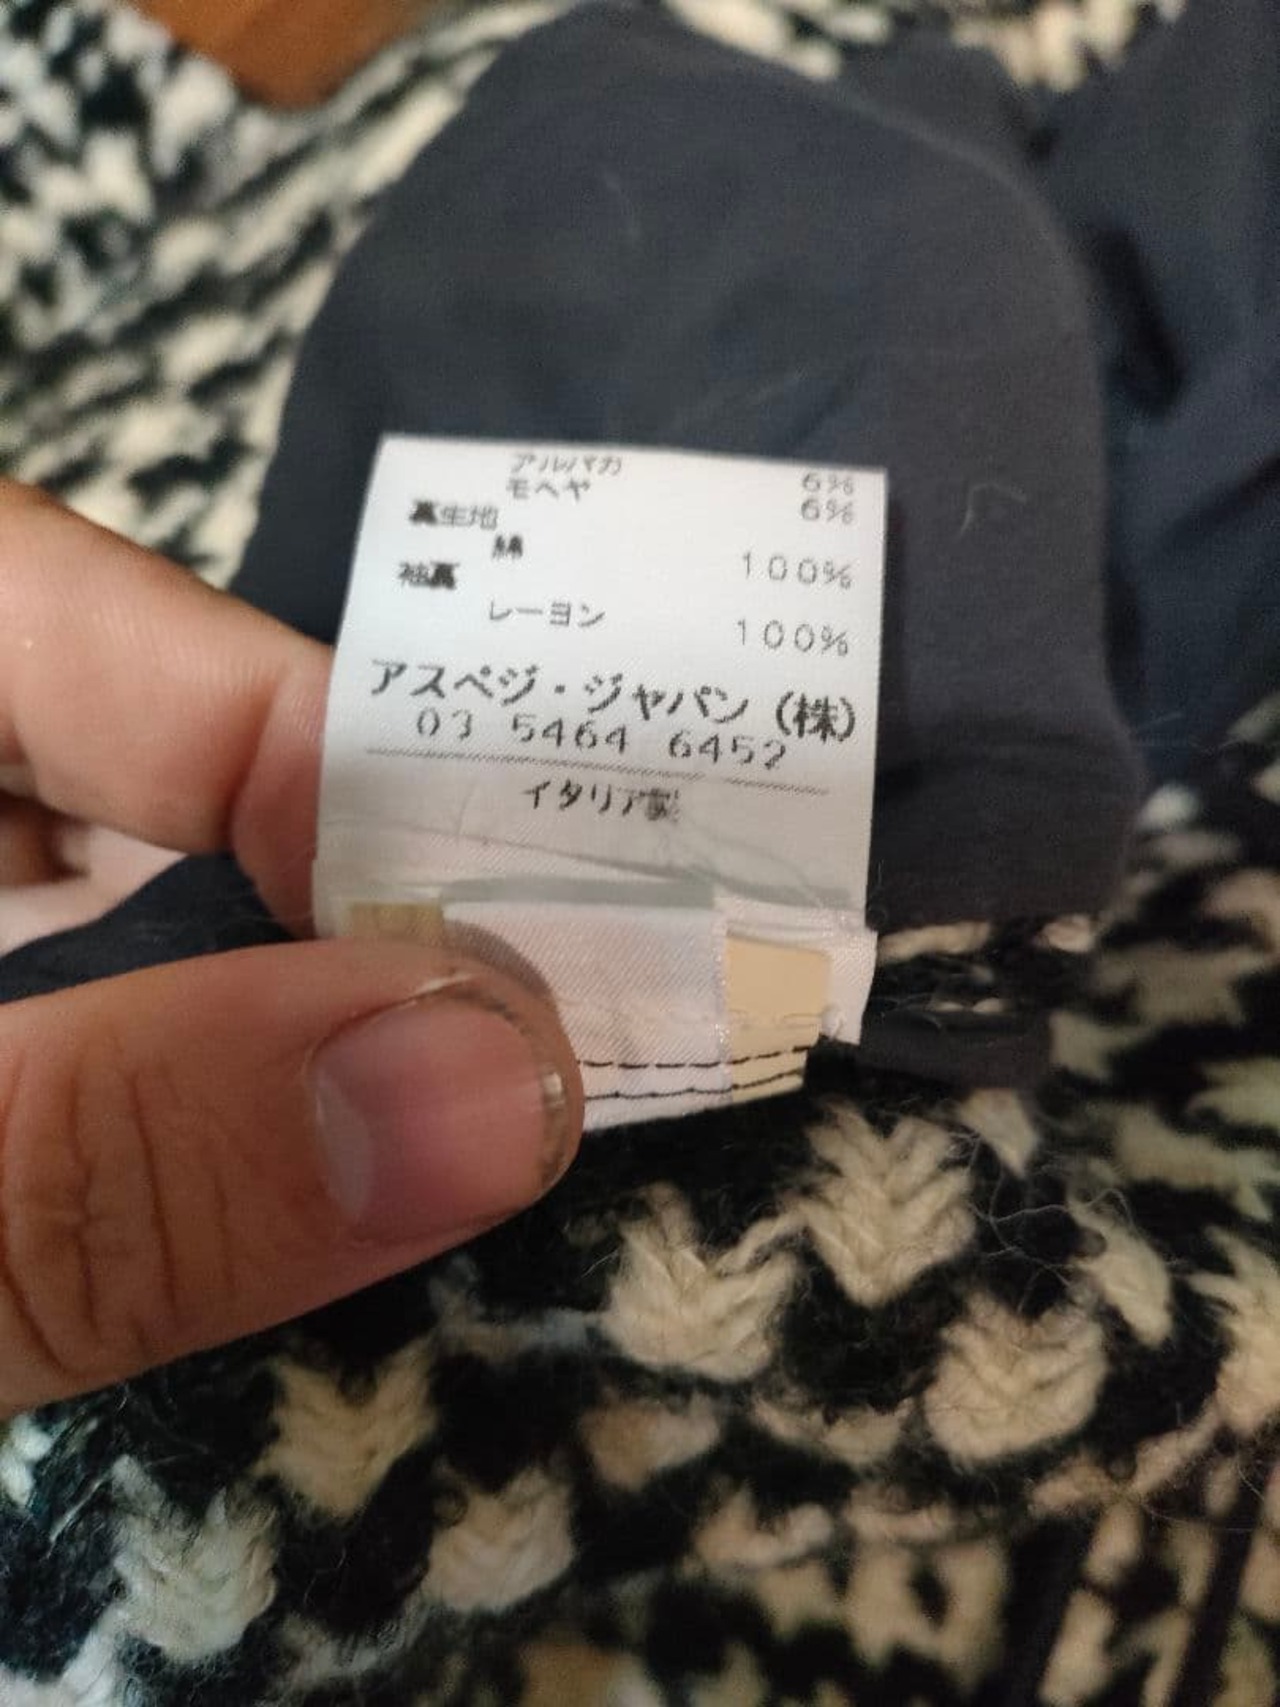 アルパカ 6%
モヘヤ 6%
裏生地
綿 100%
袖裏
レーヨン 100%
アスペジ・ジャパン（株）
03 5464 6452
イタリア製